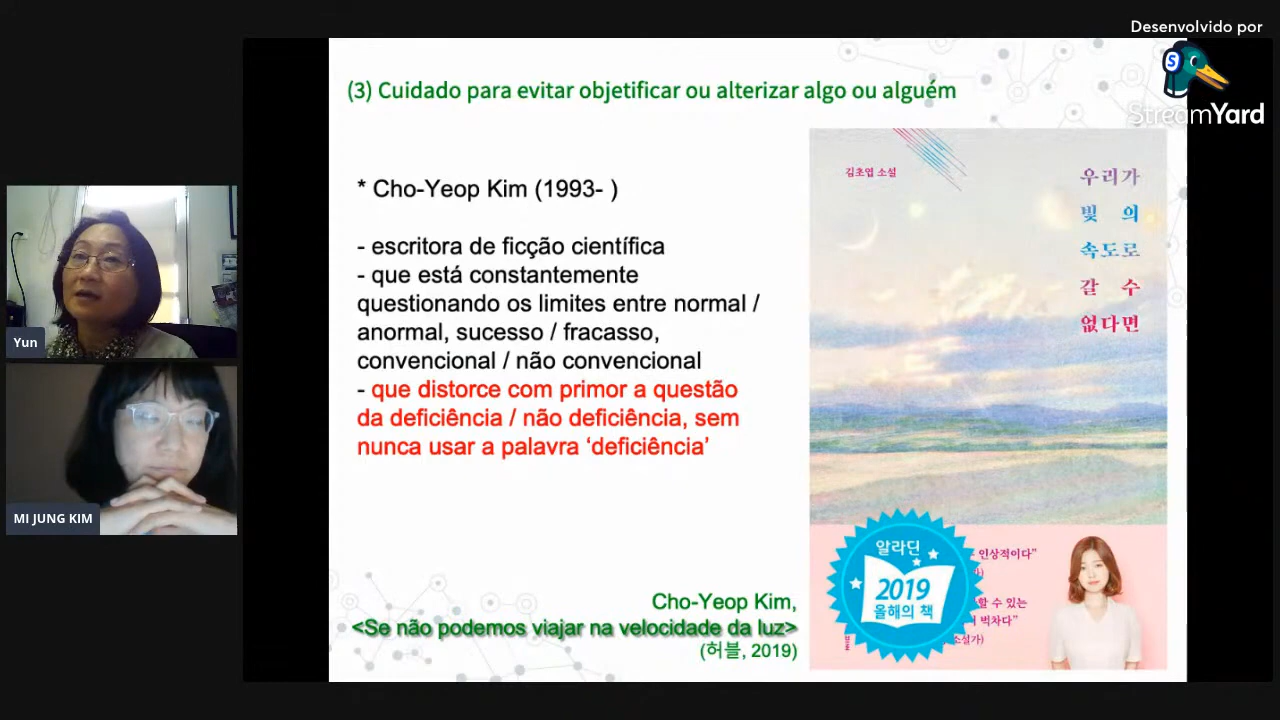 Desenvolvido por
StreamYard
(3) Cuidado para evitar objetificar ou alterizar algo ou alguém
* Cho-Yeop Kim (1993- )
- escritora de ficção científica
- que está constantemente
questionando os limites entre normal /
anormal, sucesso / fracasso,
convencional / não convencional
- que distorce com primor a questão
da deficiência / não deficiência, sem
nunca usar a palavra ‘deficiência’
Cho-Yeop Kim,
<Se não podemos viajar na velocidade da luz>
(허블, 2019)
김초엽 소설
우리가
빛 의
속도로
갈 수
없다면
알라딘
2019
올해의 책
인상적이다”
할 수 있는
벅차다”
소설가)
Yun
MI JUNG KIM